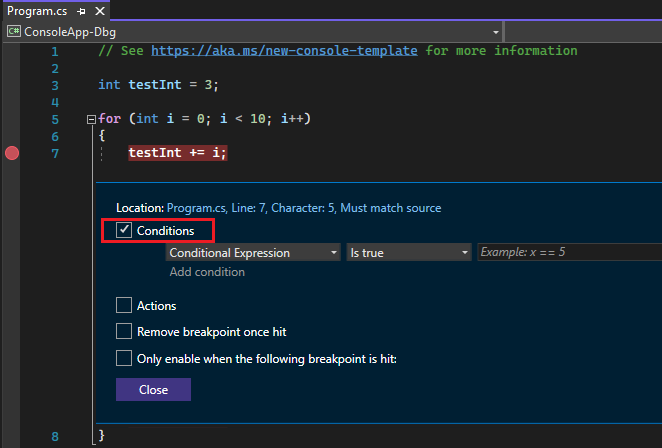 Program.cs
C# ConsoleApp-Dbg
1 // See https://aka.ms/new-console-template for more information
2
3 int testInt = 3;
4
5 for (int i = 0; i < 10; i++)
6 {
7 testInt += i;
Location: Program.cs, Line: 7, Character: 5, Must match source
Conditions
Conditional Expression Is true Example: x == 5
Add condition
Actions
Remove breakpoint once hit
Only enable when the following breakpoint is hit:
Close
8 }